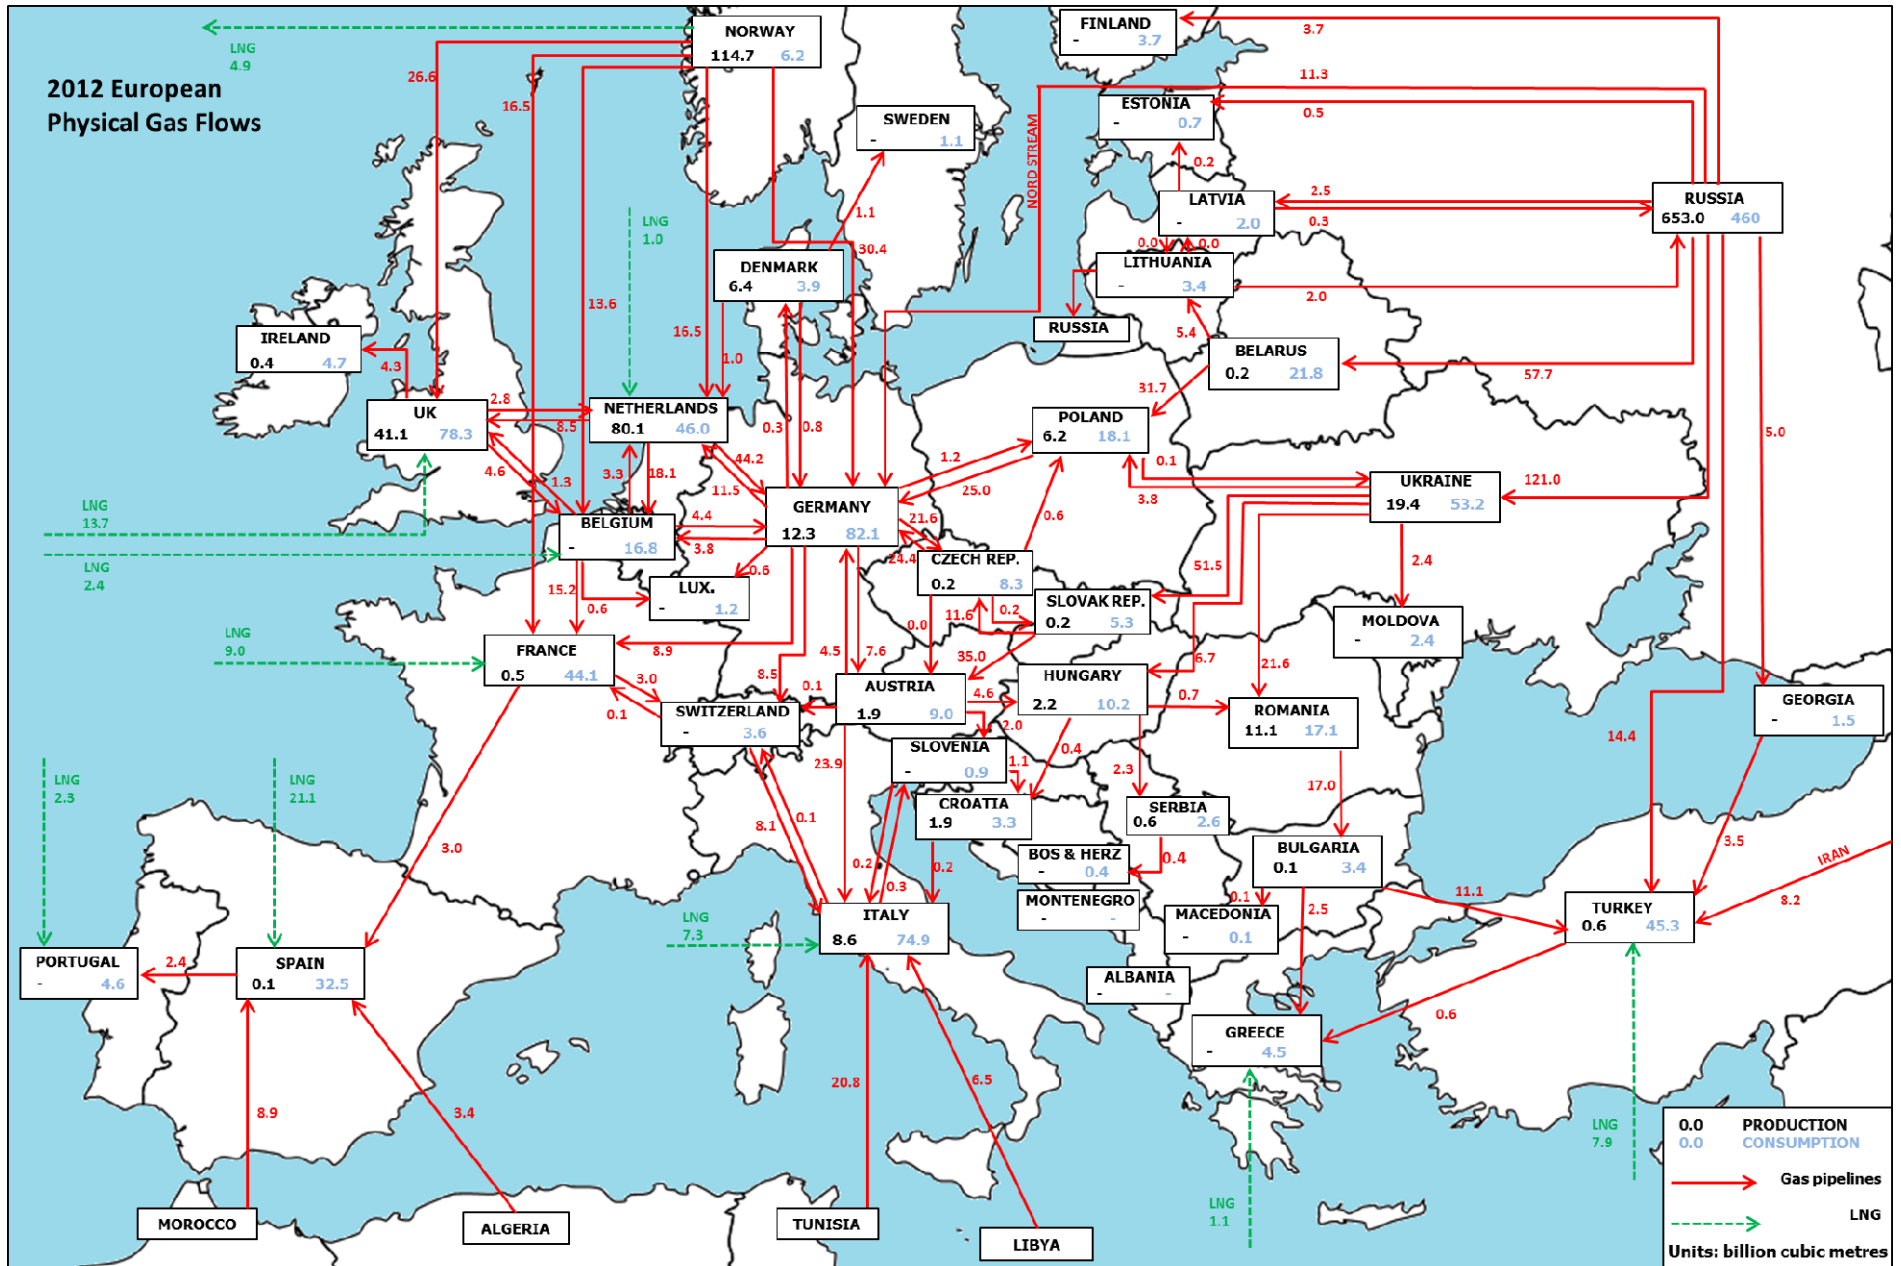 2012 European
Physical Gas Flows
LNG
4.9
NORWAY
114.7 6.2
FINLAND
- 3.7
3.7
26.6
16.5
11.3
ESTONIA
- 0.7
0.5
SWEDEN
- 1.1
NORD STREAM
0.2
1.1
LATVIA
- 2.0
2.5
0.3
RUSSIA
653.0 460
LNG
1.0
30.4
0.0
0.0
DENMARK
6.4 3.9
LITHUANIA
- 3.4
2.0
13.6
16.5
1.0
RUSSIA
5.4
IRELAND
0.4 4.7
4.3
BELARUS
0.2 21.8
57.7
31.7
UK
41.1 78.3
2.8
8.5
NETHERLANDS
80.1 46.0
0.3
0.8
POLAND
6.2 18.1
5.0
4.6
1.3
3.3
18.1
44.2
11.5
1.2
25.0
0.1
3.8
UKRAINE
19.4 53.2
121.0
LNG
13.7
BELGIUM
- 16.8
4.4
3.8
GERMANY
12.3 82.1
21.6
24.4
0.6
LNG
2.4
15.2
0.6
0.6
LUX.
- 1.2
CZECH REP.
0.2 8.3
51.5
2.4
SLOVAK REP.
0.2 5.3
11.6
0.2
0.0
MOLDOVA
- 2.4
LNG
9.0
FRANCE
0.5 44.1
8.9
4.5
7.6
35.0
6.7
21.6
3.0
0.1
8.5
0.1
AUSTRIA
1.9 9.0
4.6
HUNGARY
2.2 10.2
0.7
ROMANIA
11.1 17.1
GEORGIA
- 1.5
SWITZERLAND
- 3.6
2.0
SLOVENIA
- 0.9
1.1
0.4
2.3
14.4
23.9
LNG
2.3
LNG
21.1
17.0
CROATIA
1.9 3.3
SERBIA
0.6 2.6
8.1
0.1
3.0
0.2
0.3
0.2
BOS & HERZ
- 0.4
0.4
BULGARIA
0.1 3.4
3.5
IRAN
8.2
MONTENEGRO
- -
0.1
2.5
11.1
LNG
7.3
ITALY
8.6 74.9
MACEDONIA
- 0.1
TURKEY
0.6 45.3
PORTUGAL
- 4.6
2.4
SPAIN
0.1 32.5
ALBANIA
- -
GREECE
- 4.5
0.6
8.9
3.4
20.8
6.5
LNG
1.1
LNG
7.9
MOROCCO
ALGERIA
TUNISIA
LIBYA
0.0 PRODUCTION
0.0 CONSUMPTION
Gas pipelines
LNG
Units: billion cubic metres